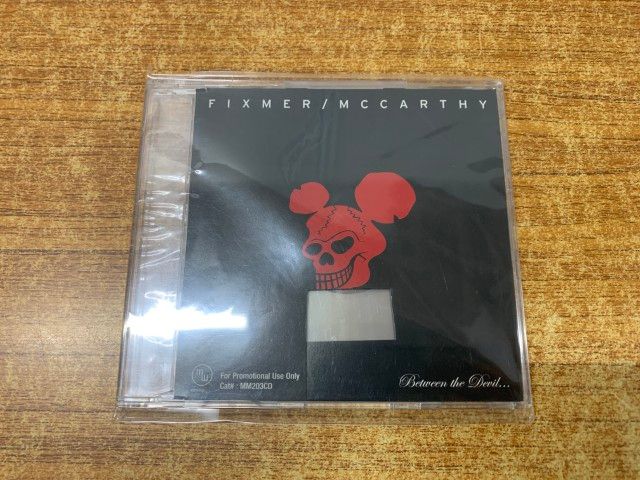 FIXMER/MCCARTHY
For Promotional Use Only
Cat# : MM203CD
Between the Devil...